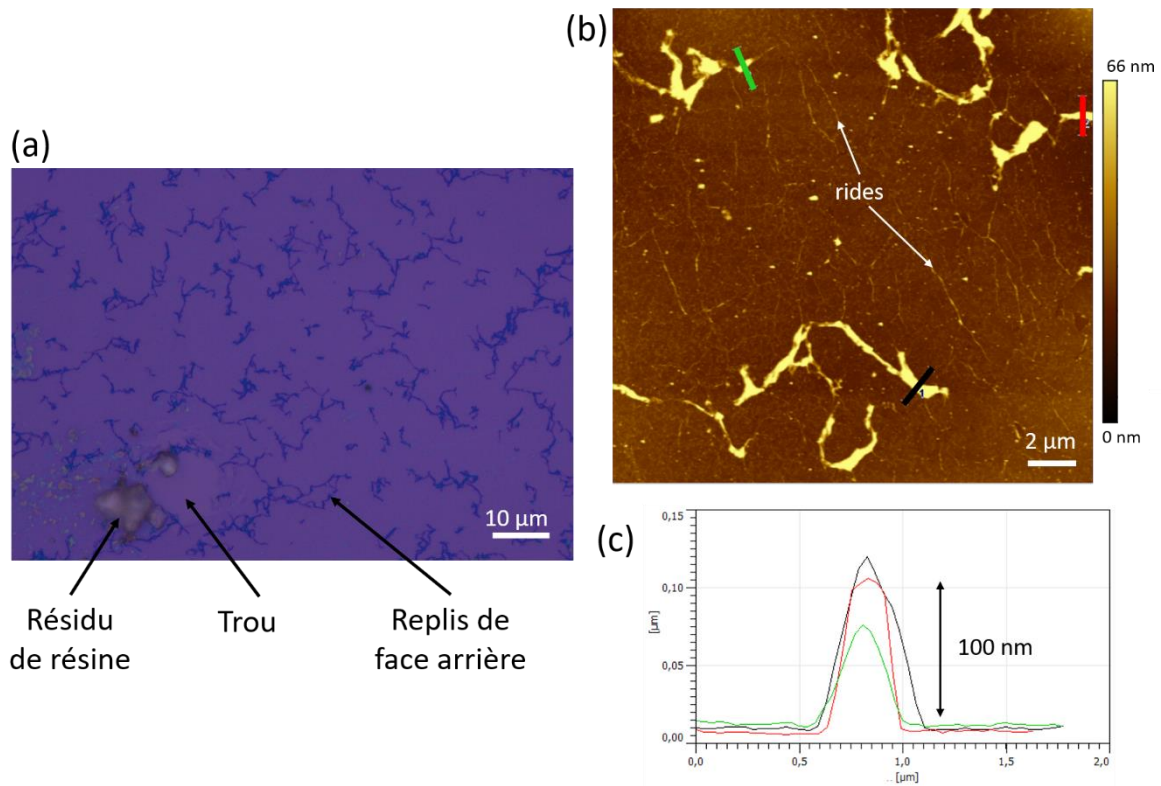 (a)
10 µm
Résidu
de résine
Trou
Replis de
face arrière
(b)
66 nm
rides
1
2 µm
0 nm
(c)
0,15
0,10
0,05
0,00
[µm]
100 nm
0,0
0,5
1,0
1,5
2,0
... [µm]